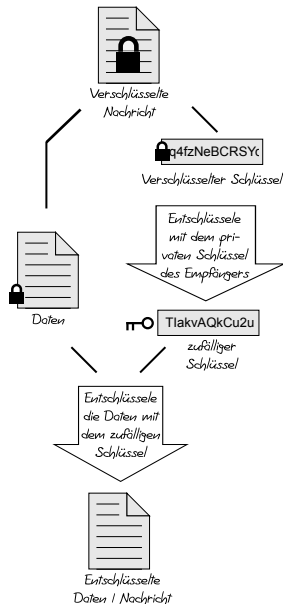 Verschlüsselte
Nachricht
q4fzNeBCRSYc
Verschlüsselter Schlüssel
Entschlüssele
mit dem pri-
vaten Schlüssel
des Empfängers
Daten
TIakvAQkCu2u
zufälliger
Schlüssel
Entschlüssele
die Daten mit
dem zufälligen
Schlüssel
Entschlüsselte
Daten / Nachricht